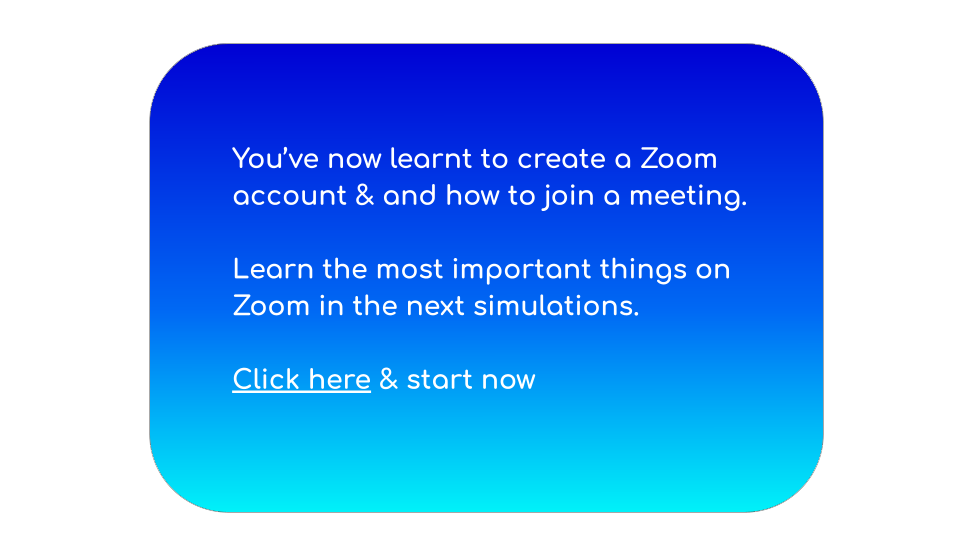 You’ve now learnt to create a Zoom
account & and how to join a meeting.
Learn the most important things on
Zoom in the next simulations.
Click here & start now